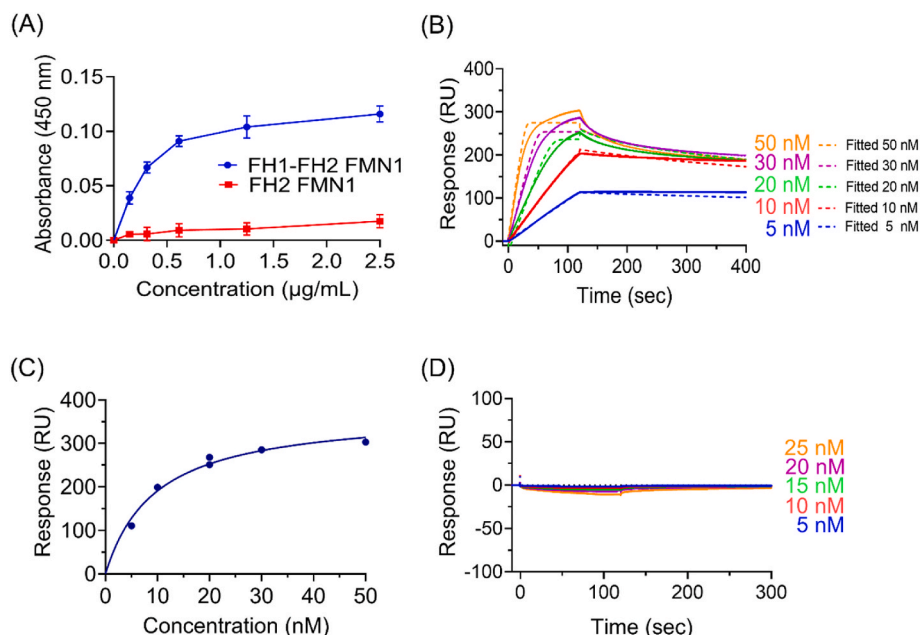 (A)
0.15
0.10
0.05
0.00
Absorbance (450 nm)
FH1-FH2 FMN1
FH2 FMN1
0.0 0.5 1.0 1.5 2.0 2.5
Concentration (µg/mL)
(B)
400
300
200
100
0
Response (RU)
50 nM Fitted 50 nM
30 nM Fitted 30 nM
20 nM Fitted 20 nM
10 nM Fitted 10 nM
5 nM Fitted 5 nM
0 100 200 300 400
Time (sec)
(C)
400
300
200
100
0
Response (RU)
0 10 20 30 40 50
Concentration (nM)
(D)
100
50
0
-50
-100
Response (RU)
25 nM
20 nM
15 nM
10 nM
5 nM
0 100 200 300
Time (sec)